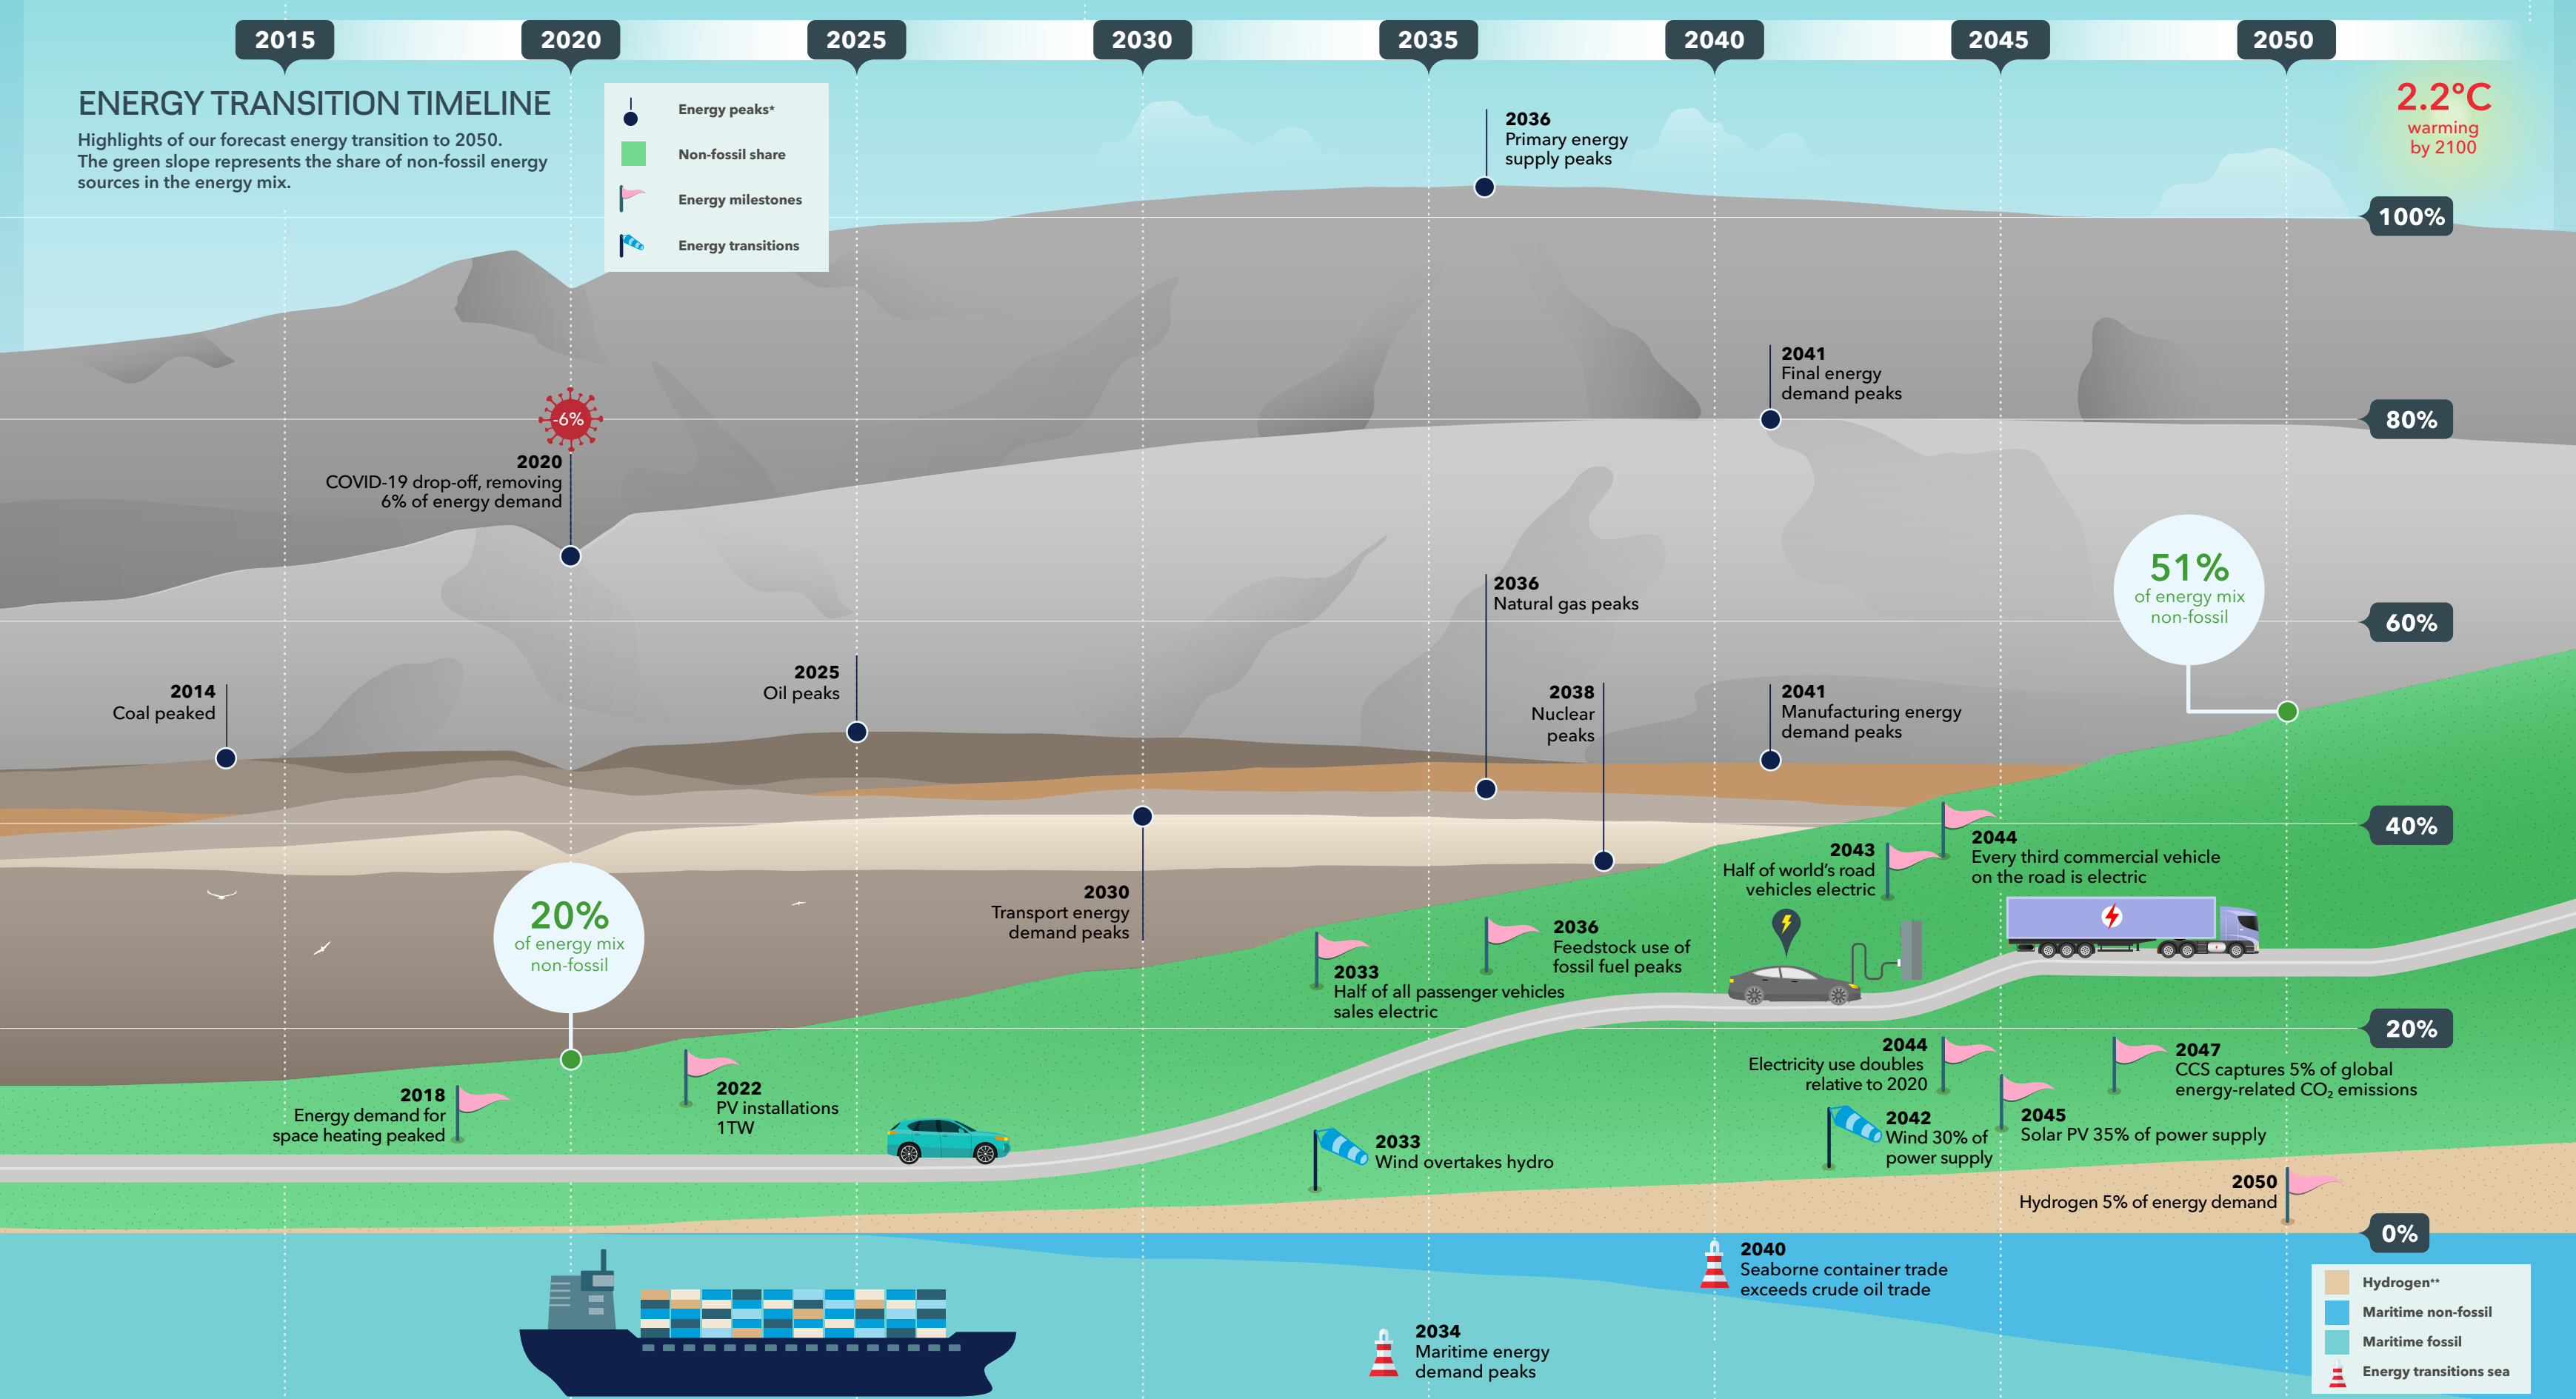 2015
2020
2025
2030
2035
2040
2045
2050
ENERGY TRANSITION TIMELINE
Highlights of our forecast energy transition to 2050.
The green slope represents the share of non-fossil energy
sources in the energy mix.
Energy peaks*
Non-fossil share
Energy milestones
Energy transitions
2036
Primary energy
supply peaks
2.2°C
warming
by 2100
100%
2041
Final energy
demand peaks
80%
-6%
2020
COVID-19 drop-off, removing
6% of energy demand
51%
of energy mix
non-fossil
60%
2036
Natural gas peaks
2014
Coal peaked
2025
Oil peaks
2038
Nuclear
peaks
2041
Manufacturing energy
demand peaks
40%
20%
of energy mix
non-fossil
2030
Transport energy
demand peaks
2043
Half of world's road
vehicles electric
2044
Every third commercial vehicle
on the road is electric
2033
Half of all passenger vehicles
sales electric
2036
Feedstock use of
fossil fuel peaks
20%
2018
Energy demand for
space heating peaked
2022
PV installations
1TW
2033
Wind overtakes hydro
2044
Electricity use doubles
relative to 2020
2042
Wind 30% of
power supply
2045
Solar PV 35% of power supply
2047
CCS captures 5% of global
energy-related CO₂ emissions
2050
Hydrogen 5% of energy demand
0%
2040
Seaborne container trade
exceeds crude oil trade
2034
Maritime energy
demand peaks
Hydrogen**
Maritime non-fossil
Maritime fossil
Energy transitions sea